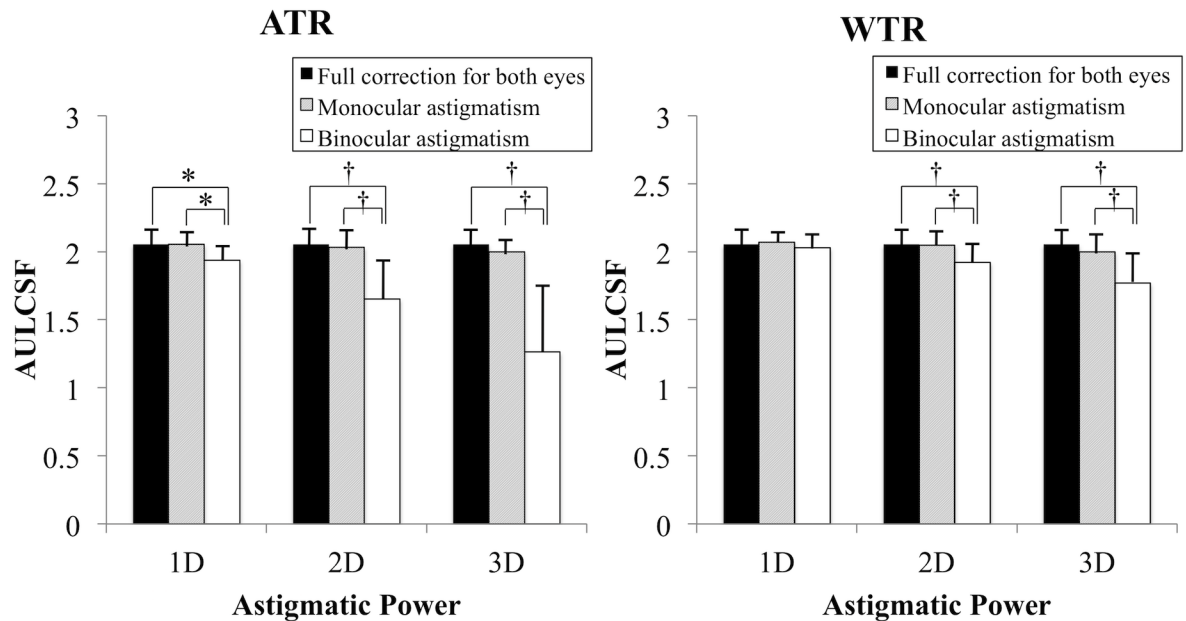 ATR
Full correction for both eyes
Monocular astigmatism
Binocular astigmatism
AULCSF
3
2.5
2
1.5
1
0.5
0
*
*
†
†
†
†
1D
2D
3D
Astigmatic Power
WTR
Full correction for both eyes
Monocular astigmatism
Binocular astigmatism
AULCSF
3
2.5
2
1.5
1
0.5
0
†
†
†
†
1D
2D
3D
Astigmatic Power